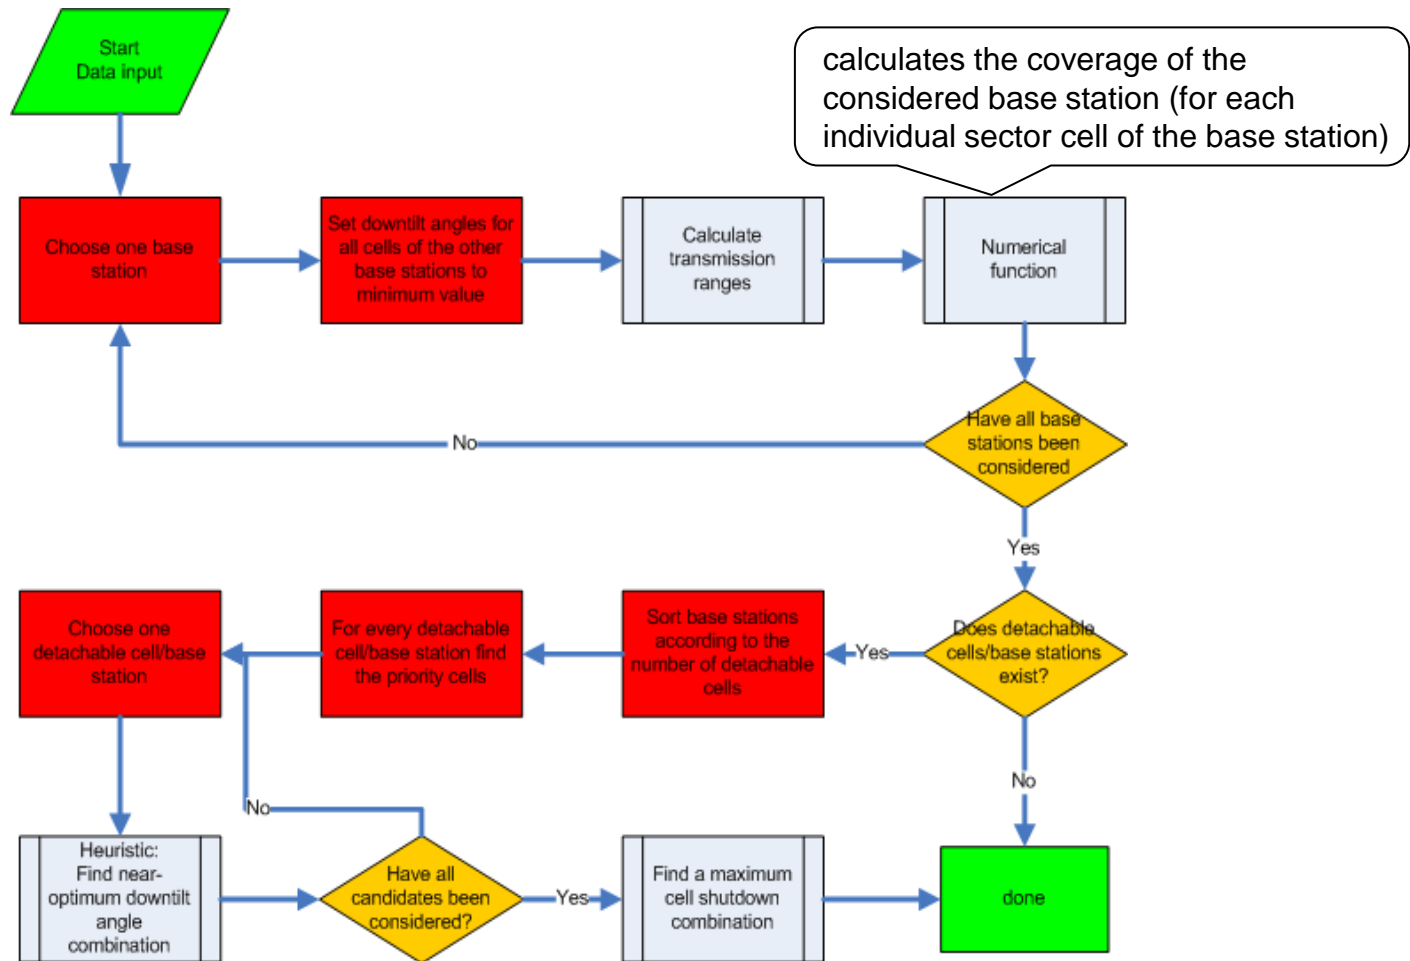 Start
Data input
calculates the coverage of the
considered base station (for each
individual sector cell of the base station)
Choose one base
station
Set downtilt angles for
all cells of the other
base stations to
minimum value
Calculate
transmission
ranges
Numerical
function
Have all base
stations been
considered
No
Yes
Does detachable
cells/base stations
exist?
Yes
Sort base stations
according to the
number of detachable
cells
For every detachable
cell/base station find
the priority cells
Choose one
detachable cell/base
station
No
No
Heuristic:
Find near-
optimum downtilt
angle
combination
Have all
candidates been
considered?
Yes
Find a maximum
cell shutdown
combination
done